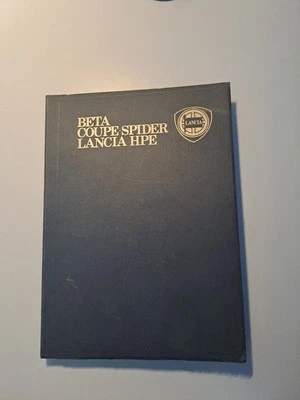 BETA
COUPE SPIDER
LANCIA HPE
LANCIA